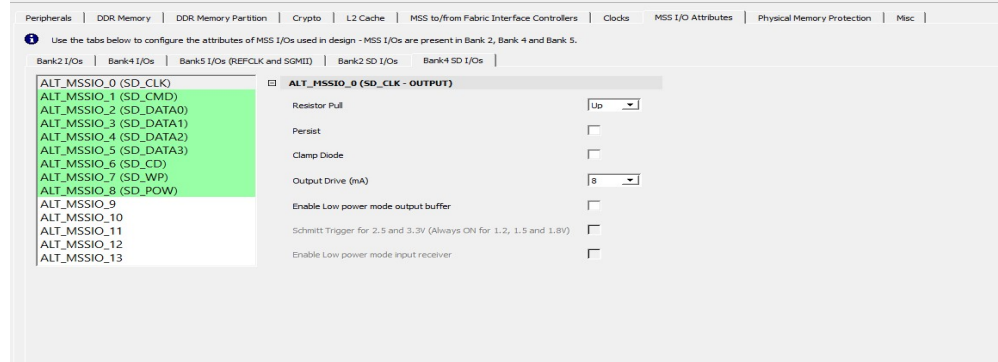 Peripherals | DDR Memory | DDR Memory Partition | Crypto | L2 Cache | MSS to/from Fabric Interface Controllers | Clocks | MSS I/O Attributes | Physical Memory Protection | Misc |
Use the tabs below to configure the attributes of MSS I/Os used in design - MSS I/Os are present in Bank 2, Bank 4 and Bank 5.
Bank2 I/Os | Bank4 I/Os | Bank5 I/Os (REFCLK and SGMII) | Bank2 SD I/Os | Bank4 SD I/Os |
ALT_MSSIO_0 (SD_CLK)
ALT_MSSIO_1 (SD_CMD)
ALT_MSSIO_2 (SD_DATA0)
ALT_MSSIO_3 (SD_DATA1)
ALT_MSSIO_4 (SD_DATA2)
ALT_MSSIO_5 (SD_DATA3)
ALT_MSSIO_6 (SD_CD)
ALT_MSSIO_7 (SD_WP)
ALT_MSSIO_8 (SD_POW)
ALT_MSSIO_9
ALT_MSSIO_10
ALT_MSSIO_11
ALT_MSSIO_12
ALT_MSSIO_13
ALT_MSSIO_0 (SD_CLK - OUTPUT)
Resistor Pull Up
Persist
Clamp Diode
Output Drive (mA) 8
Enable Low power mode output buffer
Schmitt Trigger for 2.5 and 3.3V (Always ON for 1.2, 1.5 and 1.8V)
Enable Low power mode input receiver